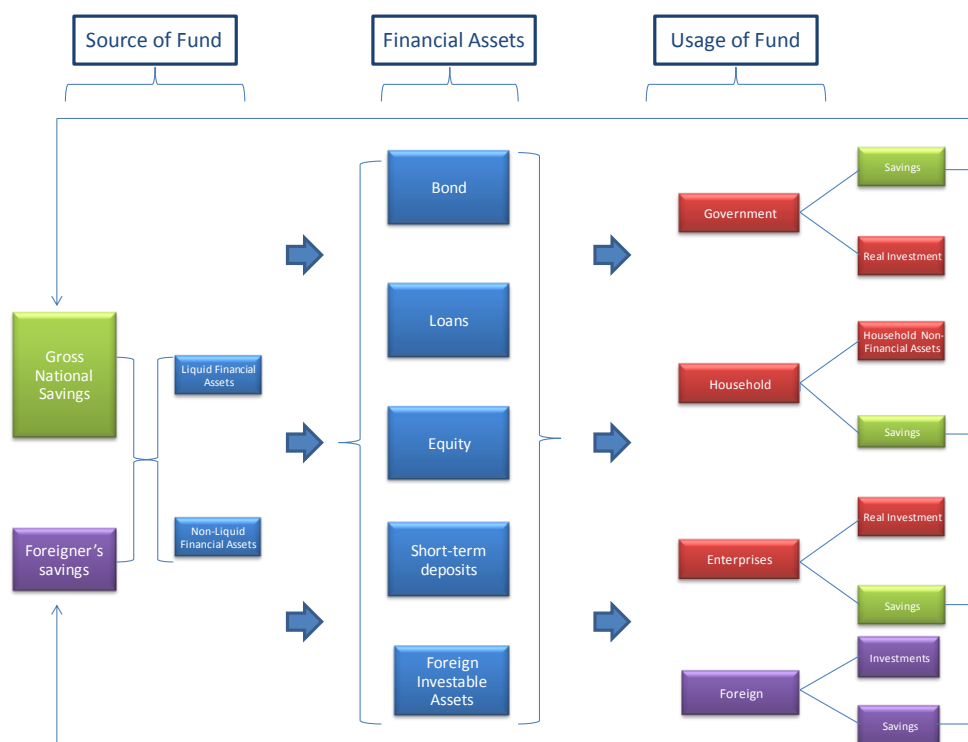 Source of Fund
Financial Assets
Usage of Fund
Gross
National
Savings
Foreigner's
savings
Liquid Financial
Assets
Non-Liquid
Financial Assets
Bond
Loans
Equity
Short-term
deposits
Foreign
Investable
Assets
Government
Savings
Real Investment
Household
Household Non-
Financial Assets
Savings
Enterprises
Real Investment
Savings
Foreign
Investments
Savings